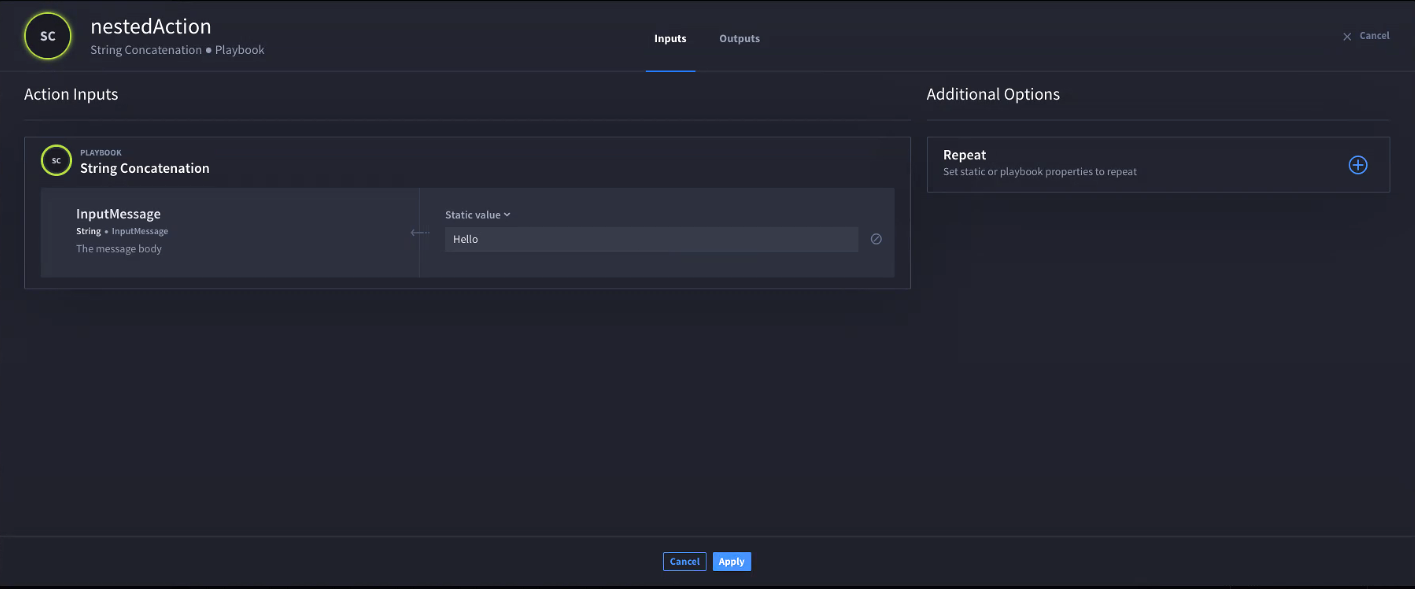 SC
nestedAction
String Concatenation • Playbook
Inputs
Outputs
Cancel
Action Inputs
Additional Options
SC
PLAYBOOK
String Concatenation
InputMessage
String • InputMessage
The message body
Static value
Hello
Repeat
Set static or playbook properties to repeat
Cancel
Apply